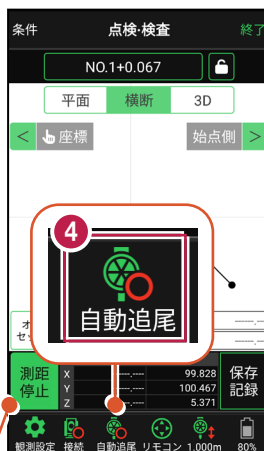 条件 点検・検査 終了
NO.1+0.067
平面 横断 3D
< 座標 始点側 >
4
自動追尾
オ
セッ
----.---
----.---
測距 停止
X ----.--- 99.828
Y ----.--- 100.467
Z ----.--- 5.371
保存 記録
観測設定 接続 自動追尾 リモコン 1.000m 80%